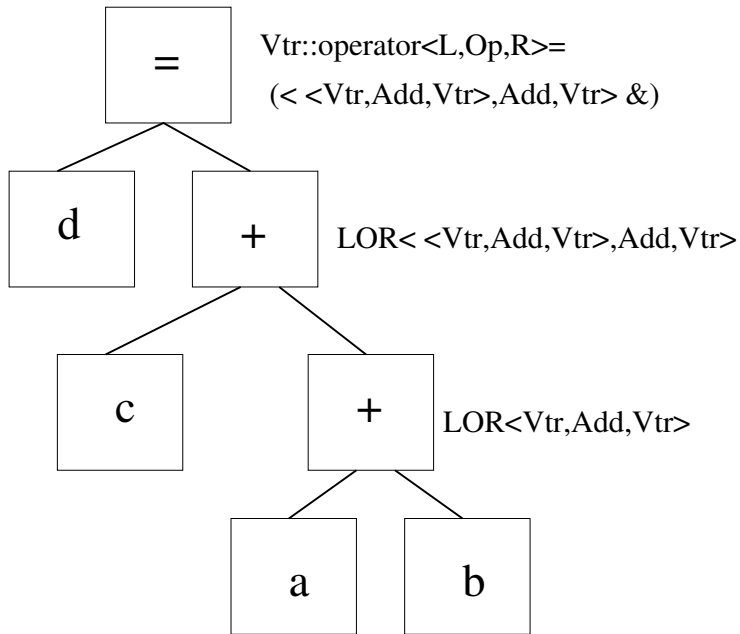 =
Vtr::operator<L,Op,R>=
(< <Vtr,Add,Vtr>,Add,Vtr> &)
d
+
LOR< <Vtr,Add,Vtr>,Add,Vtr>
c
+
LOR<Vtr,Add,Vtr>
a
b